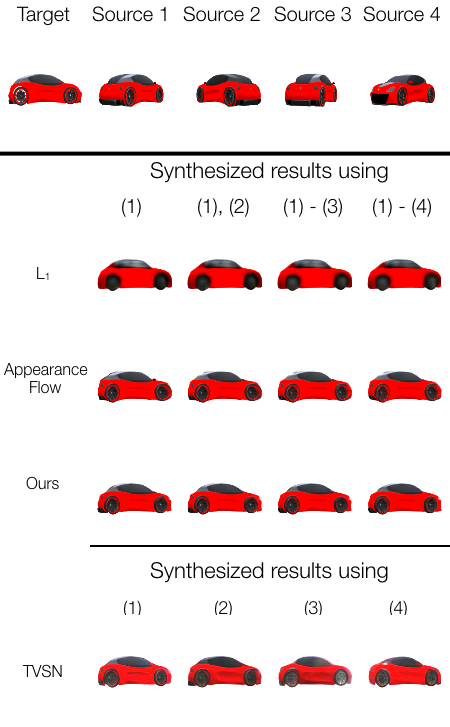 Target Source 1 Source 2 Source 3 Source 4
Synthesized results using
(1) (1), (2) (1) - (3) (1) - (4)
L₁
Appearance
Flow
Ours
Synthesized results using
(1) (2) (3) (4)
TVSN